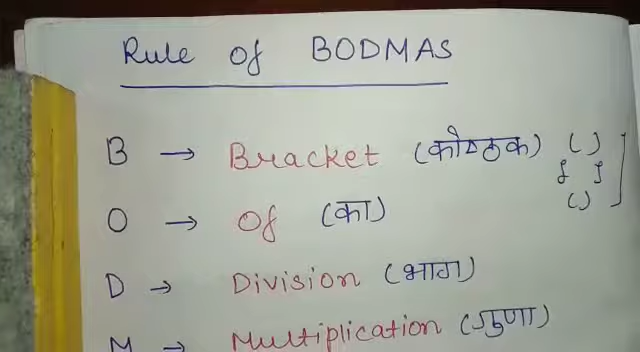 Rule of BODMAS
B → Bracket (कोष्ठक) ( )
{ }
( ) ]
O → Of (का)
D → Division (भाग)
M → Multiplication (गुणा)